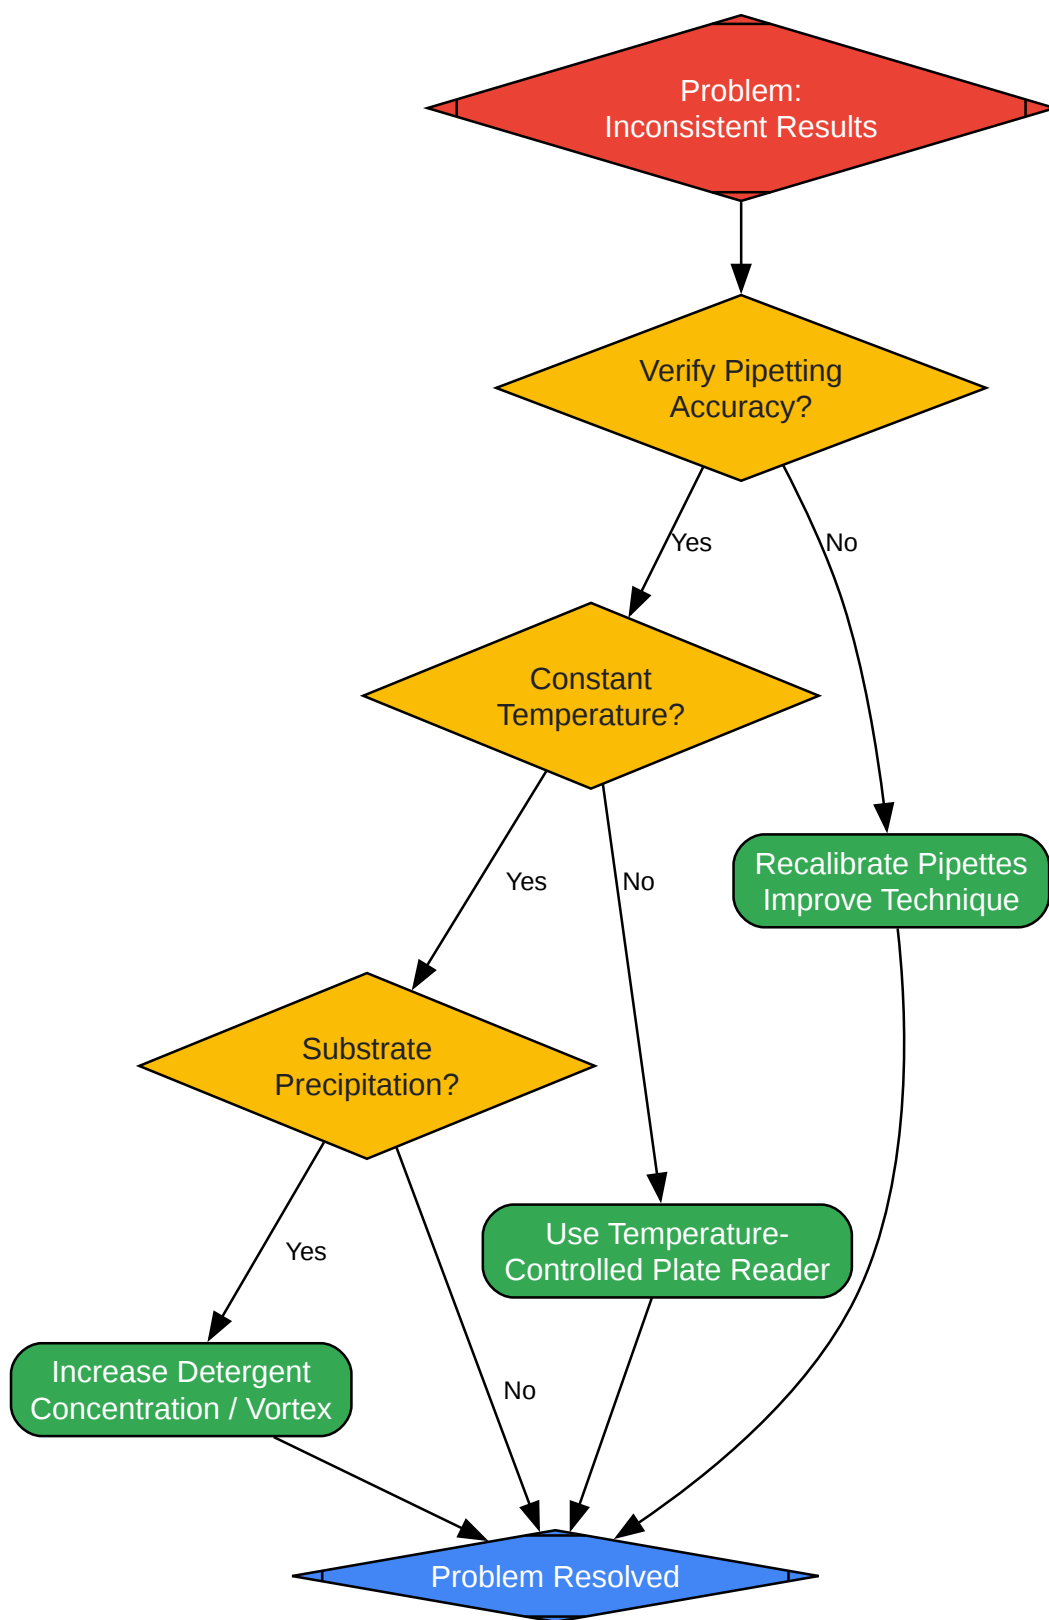 Problem:
Inconsistent Results
Verify Pipetting
Accuracy?
Yes
No
Constant
Temperature?
Recalibrate Pipettes
Improve Technique
Yes
No
Substrate
Precipitation?
Use Temperature-
Controlled Plate Reader
Yes
Increase Detergent
Concentration / Vortex
No
Problem Resolved